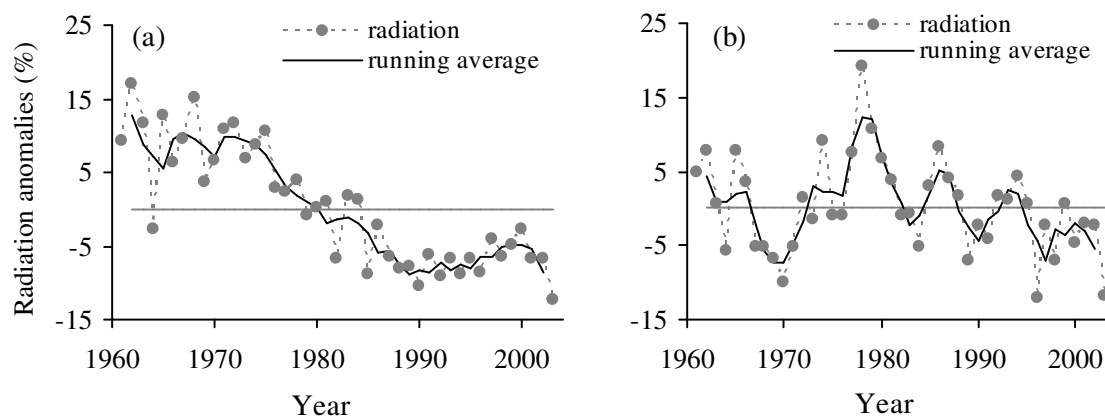 25
15
5
-5
-15
Radiation anomalies (%)
(a)
radiation
running average
1960 1970 1980 1990 2000
Year
25
15
5
-5
-15
(b)
radiation
running average
1960 1970 1980 1990 2000
Year